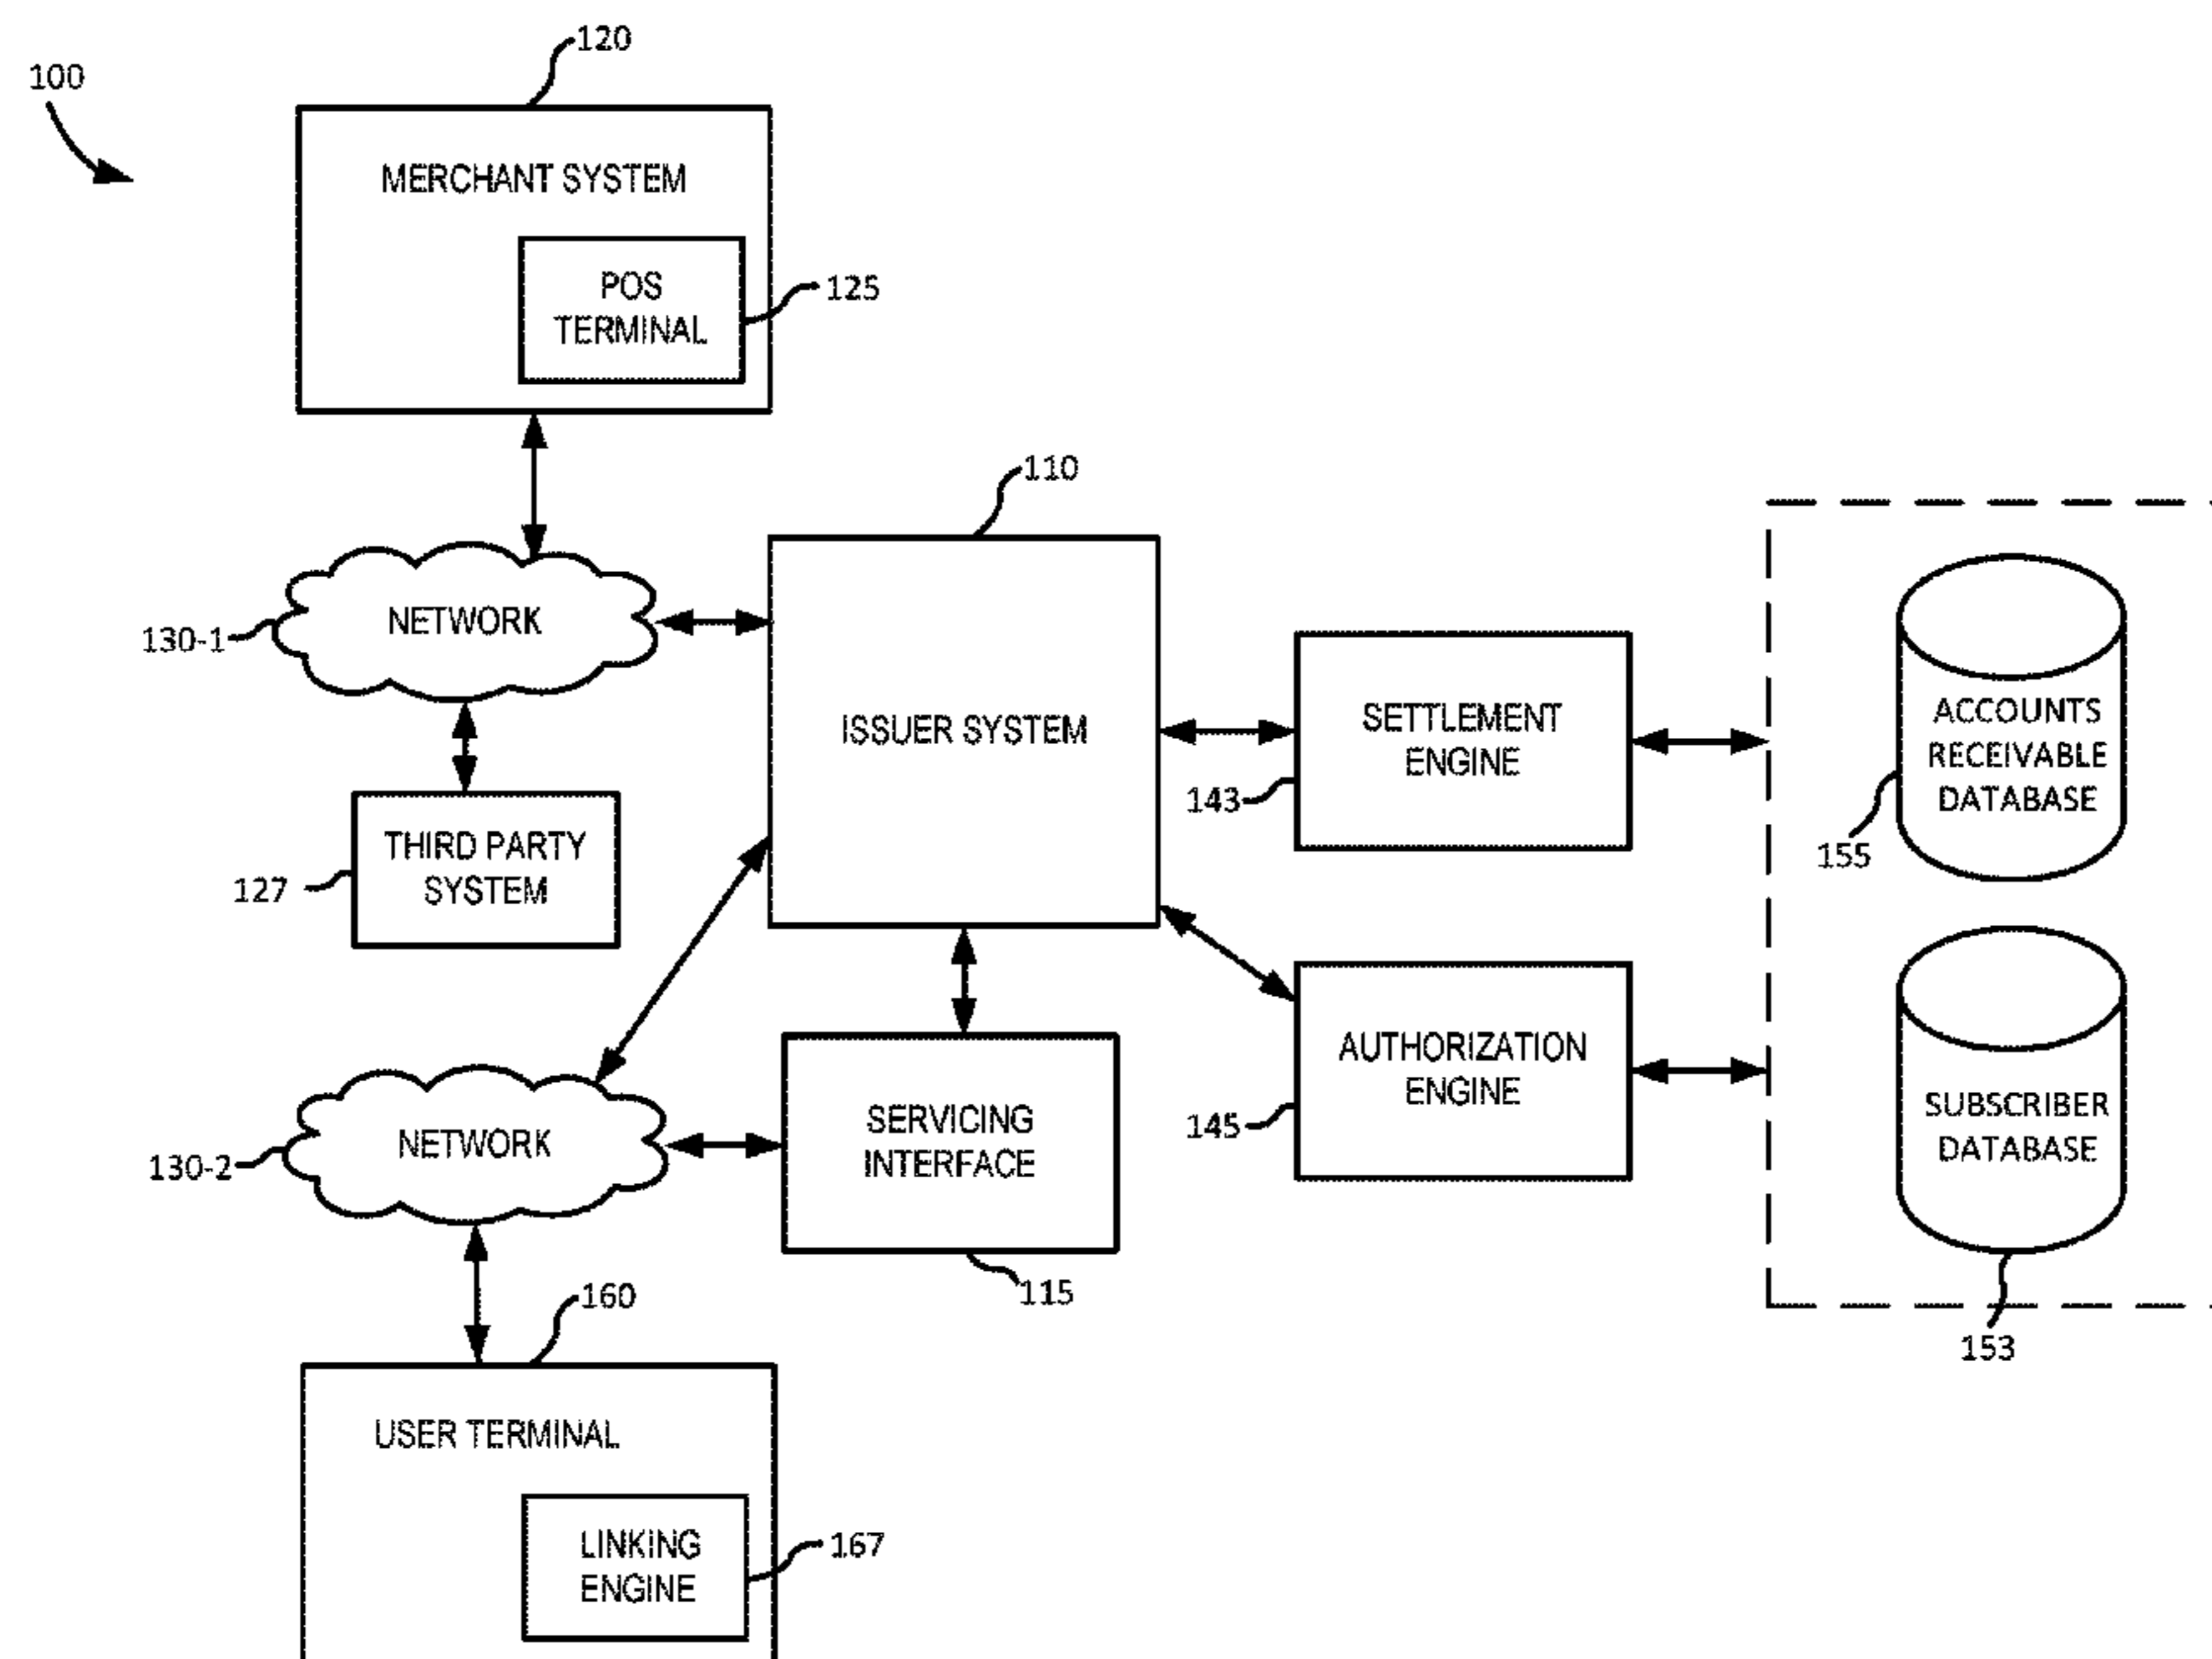 120
100
MERCHANT SYSTEM
POS
TERMINAL
125
110
NETWORK
130-1
ISSUER SYSTEM
SETTLEMENT
ENGINE
143
ACCOUNTS
RECEIVABLE
DATABASE
155
THIRD PARTY
SYSTEM
127
AUTHORIZATION
ENGINE
145
SUBSCRIBER
DATABASE
153
NETWORK
130-2
SERVICING
INTERFACE
115
160
USER TERMINAL
LINKING
ENGINE
167